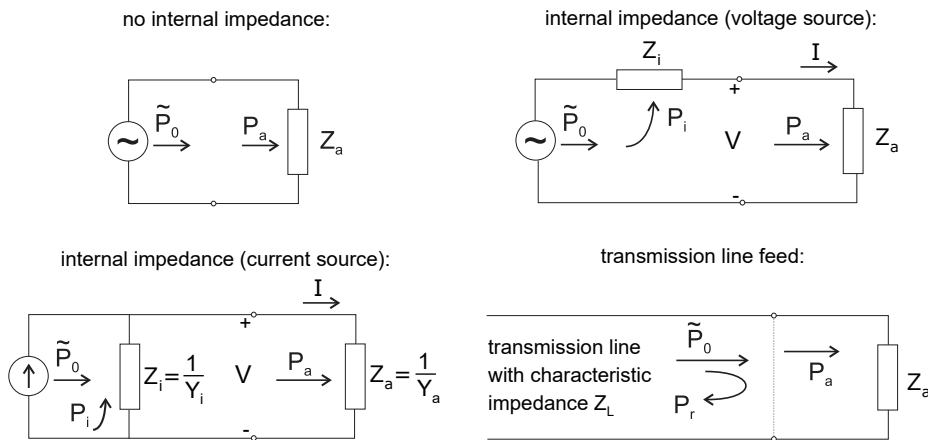 no internal impedance:
P̃₀
Pₐ
Zₐ
internal impedance (voltage source):
Zᵢ
I
+
P̃₀
Pᵢ
V
Pₐ
Zₐ
-
internal impedance (current source):
I
+
P̃₀
Zᵢ=1/Yᵢ
V
Pₐ
Zₐ=1/Yₐ
Pᵢ
-
transmission line feed:
transmission line
with characteristic
impedance Z_L
P̃₀
Pᵣ
Pₐ
Zₐ